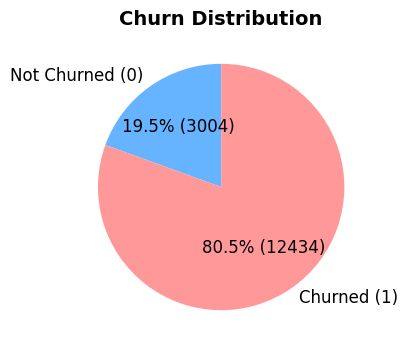 Churn Distribution
Not Churned (0)
19.5% (3004)
80.5% (12434)
Churned (1)